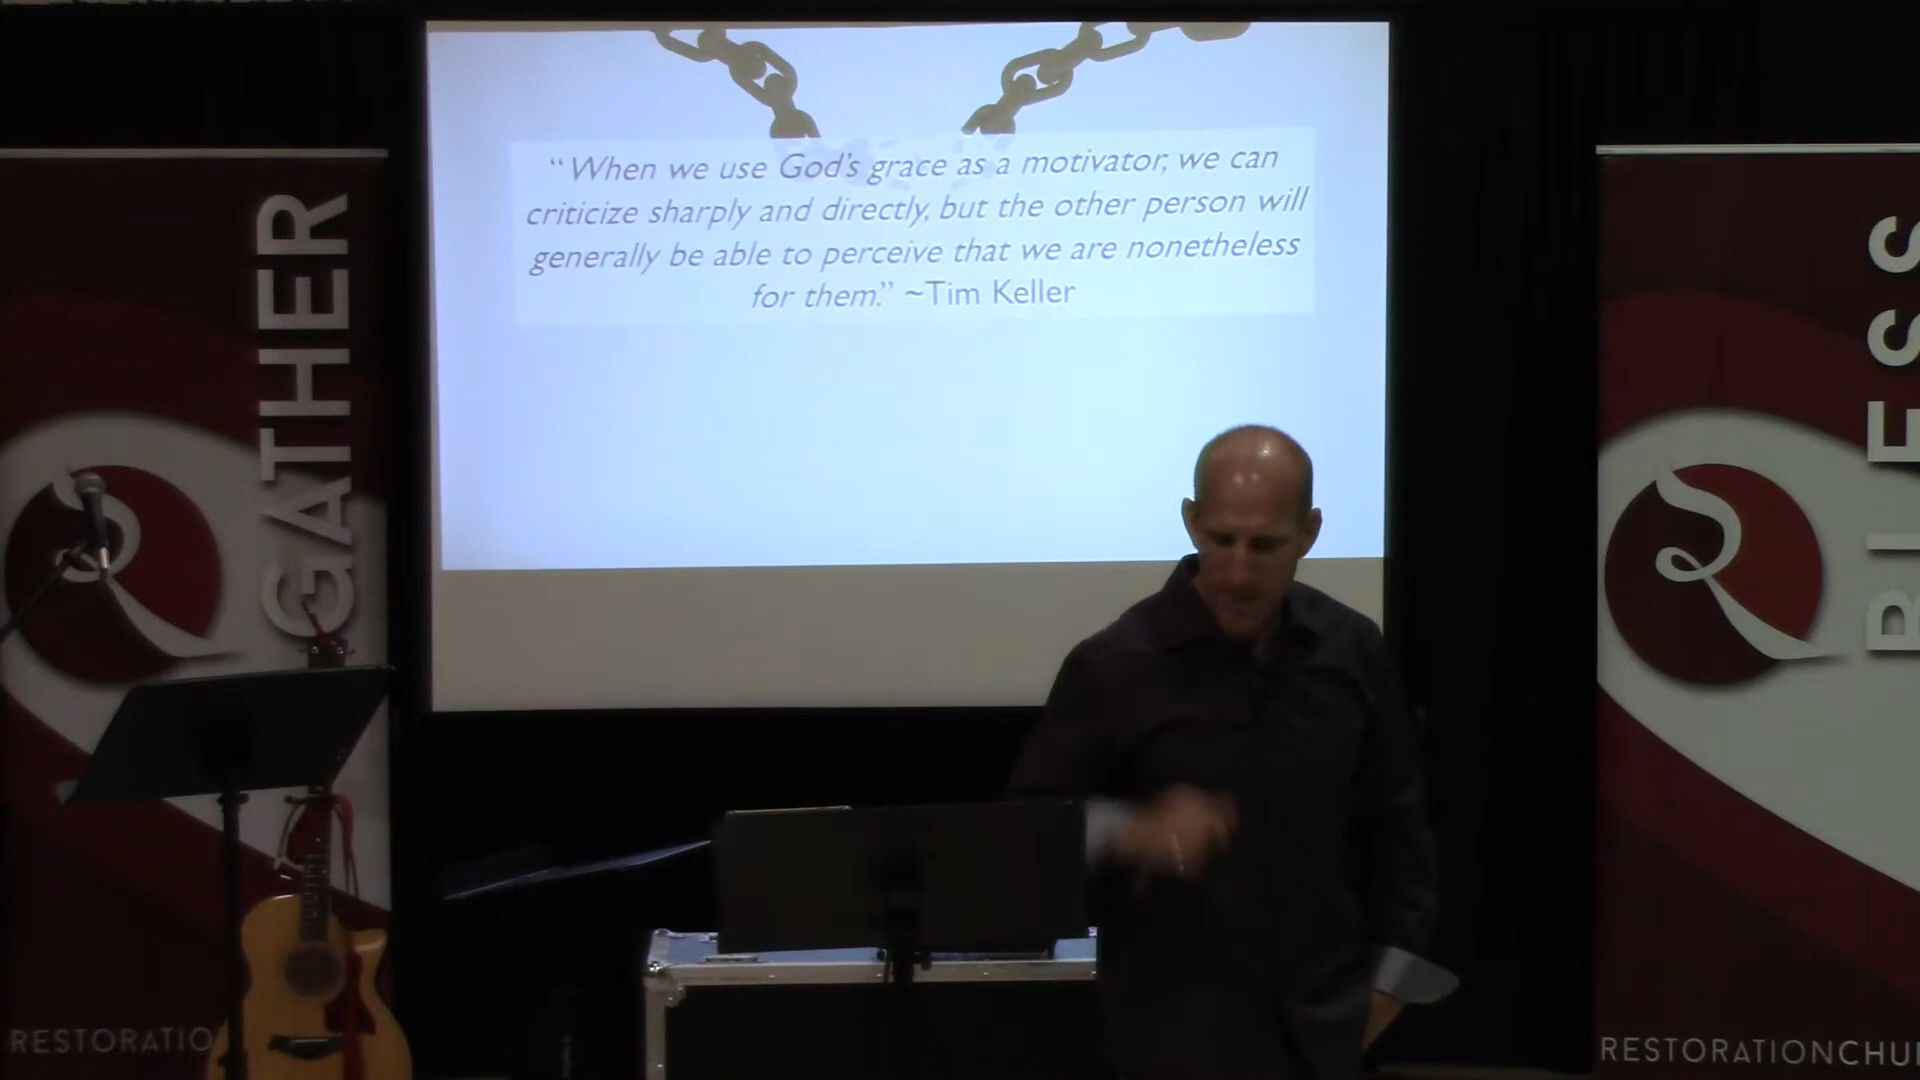 “When we use God's grace as a motivator, we can
criticize sharply and directly, but the other person will
generally be able to perceive that we are nonetheless
for them.” ~Tim Keller
GATHER
BLESS
RESTORATIO
RESTORATIONCHU